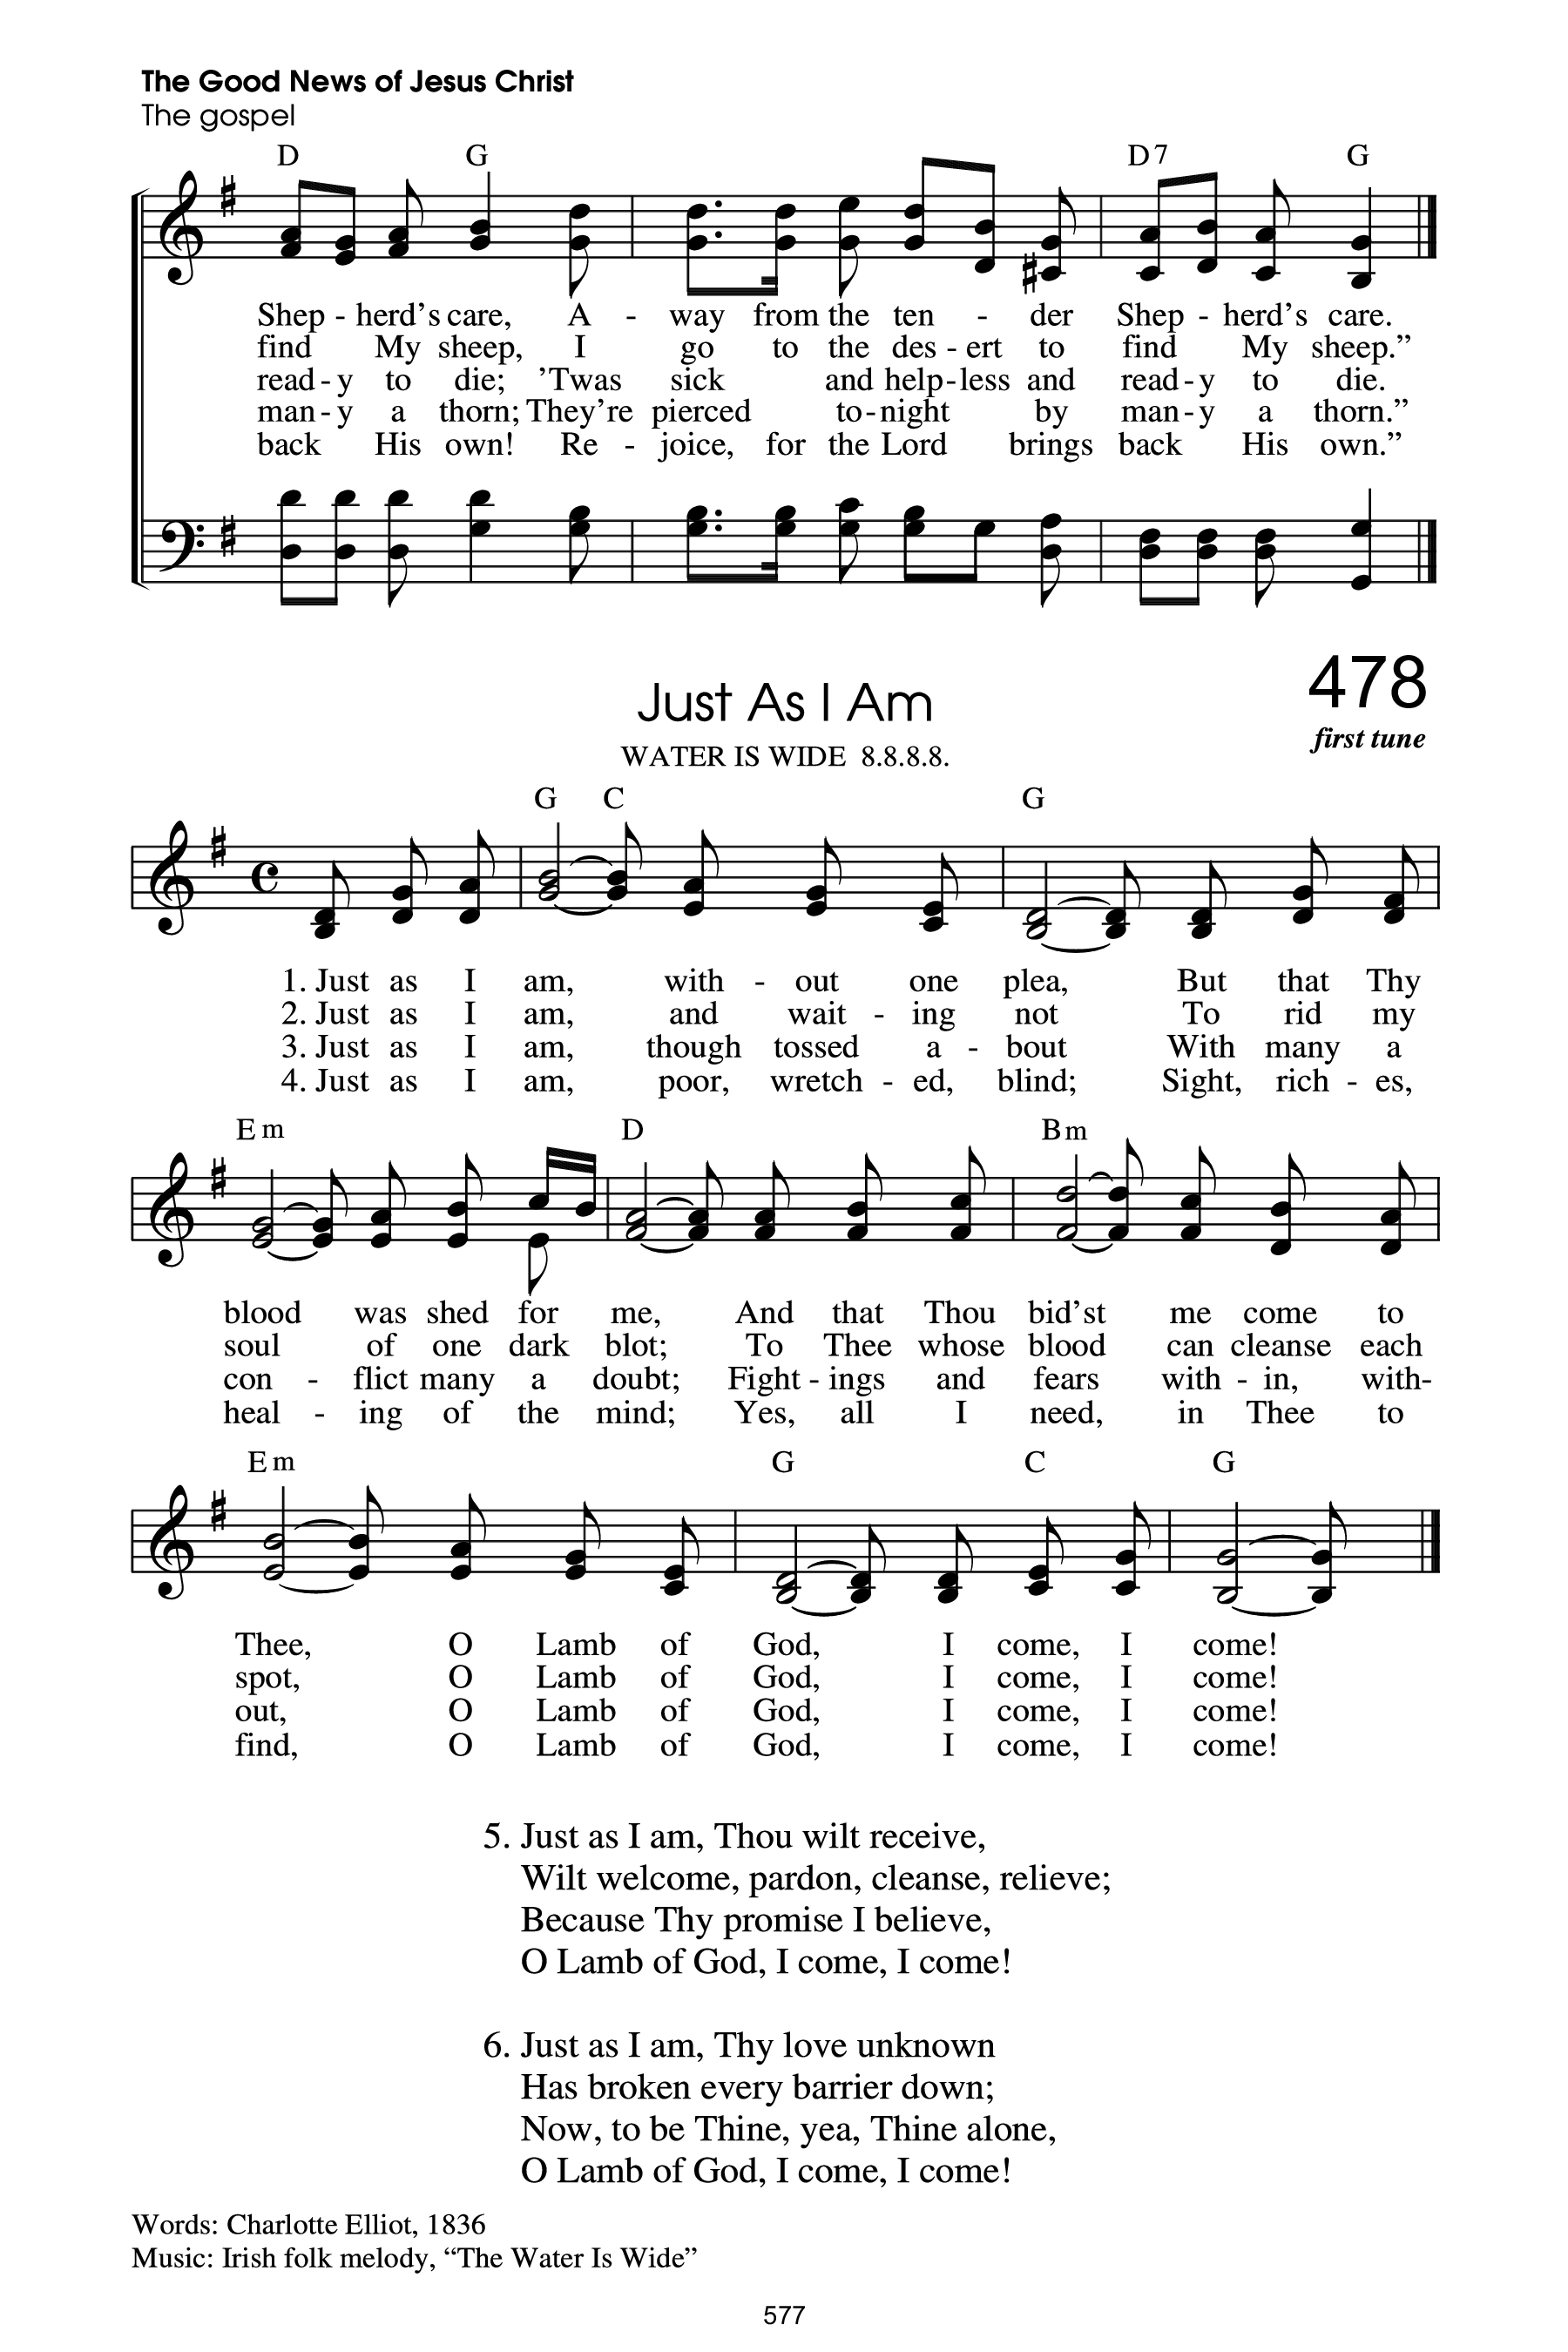 The Good News of Jesus Christ
The gospel
D G D7 G
Shep - herd's care, A - way from the ten - der Shep - herd's care.
find My sheep, I go to the des - ert to find My sheep.”
read - y to die; ’Twas sick and help - less and read - y to die.
man - y a thorn; They’re pierced to - night by man - y a thorn.”
back His own! Re - joice, for the Lord brings back His own.”
478
Just As I Am
first tune
WATER IS WIDE 8.8.8.8.
G C G
1. Just as I am, with - out one plea, But that Thy
2. Just as I am, and wait - ing not To rid my
3. Just as I am, though tossed a - bout With many a
4. Just as I am, poor, wretch - ed, blind; Sight, rich - es,
Em D Bm
blood was shed for me, And that Thou bid’st me come to
soul of one dark blot; To Thee whose blood can cleanse each
con - flict many a doubt; Fight - ings and fears with - in, with-
heal - ing of the mind; Yes, all I need, in Thee to
Em G C G
Thee, O Lamb of God, I come, I come!
spot, O Lamb of God, I come, I come!
out, O Lamb of God, I come, I come!
find, O Lamb of God, I come, I come!
5. Just as I am, Thou wilt receive,
Wilt welcome, pardon, cleanse, relieve;
Because Thy promise I believe,
O Lamb of God, I come, I come!
6. Just as I am, Thy love unknown
Has broken every barrier down;
Now, to be Thine, yea, Thine alone,
O Lamb of God, I come, I come!
Words: Charlotte Elliot, 1836
Music: Irish folk melody, “The Water Is Wide”
577